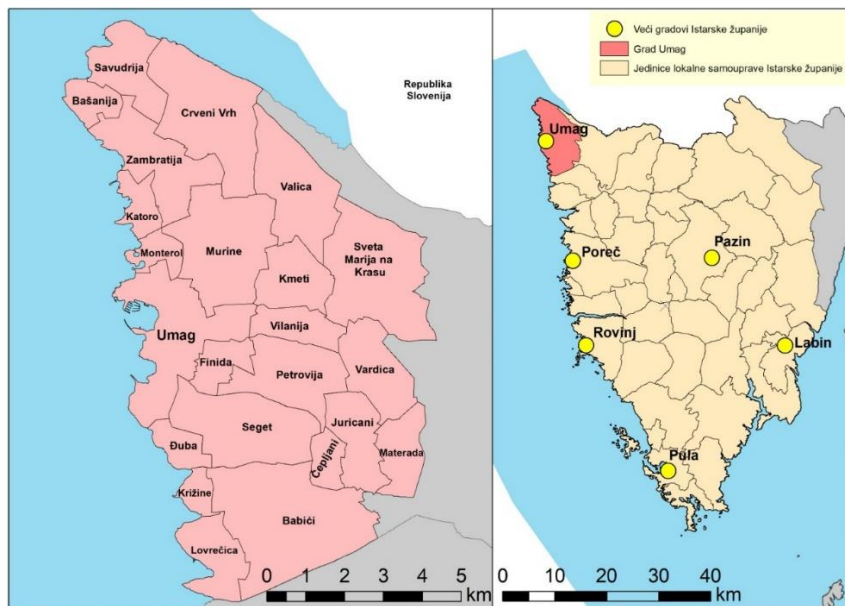 Savudrija
Bašanija
Crveni Vrh
Republika
Slovenija
Zambratija
Valica
Katoro
Monterol
Murine
Sveta
Marija na
Krasu
Kmeti
Umag
Vilanija
Finida
Petrovija
Vardica
Seget
Juricani
Đuba
Čepljani
Materada
Križine
Babići
Lovrečica
0 1 2 3 4 5
km
Veći gradovi Istarske županije
Grad Umag
Jedinice lokalne samouprave Istarske županije
Umag
Poreč
Pazin
Rovinj
Labin
Pula
0 10 20 30 40
km